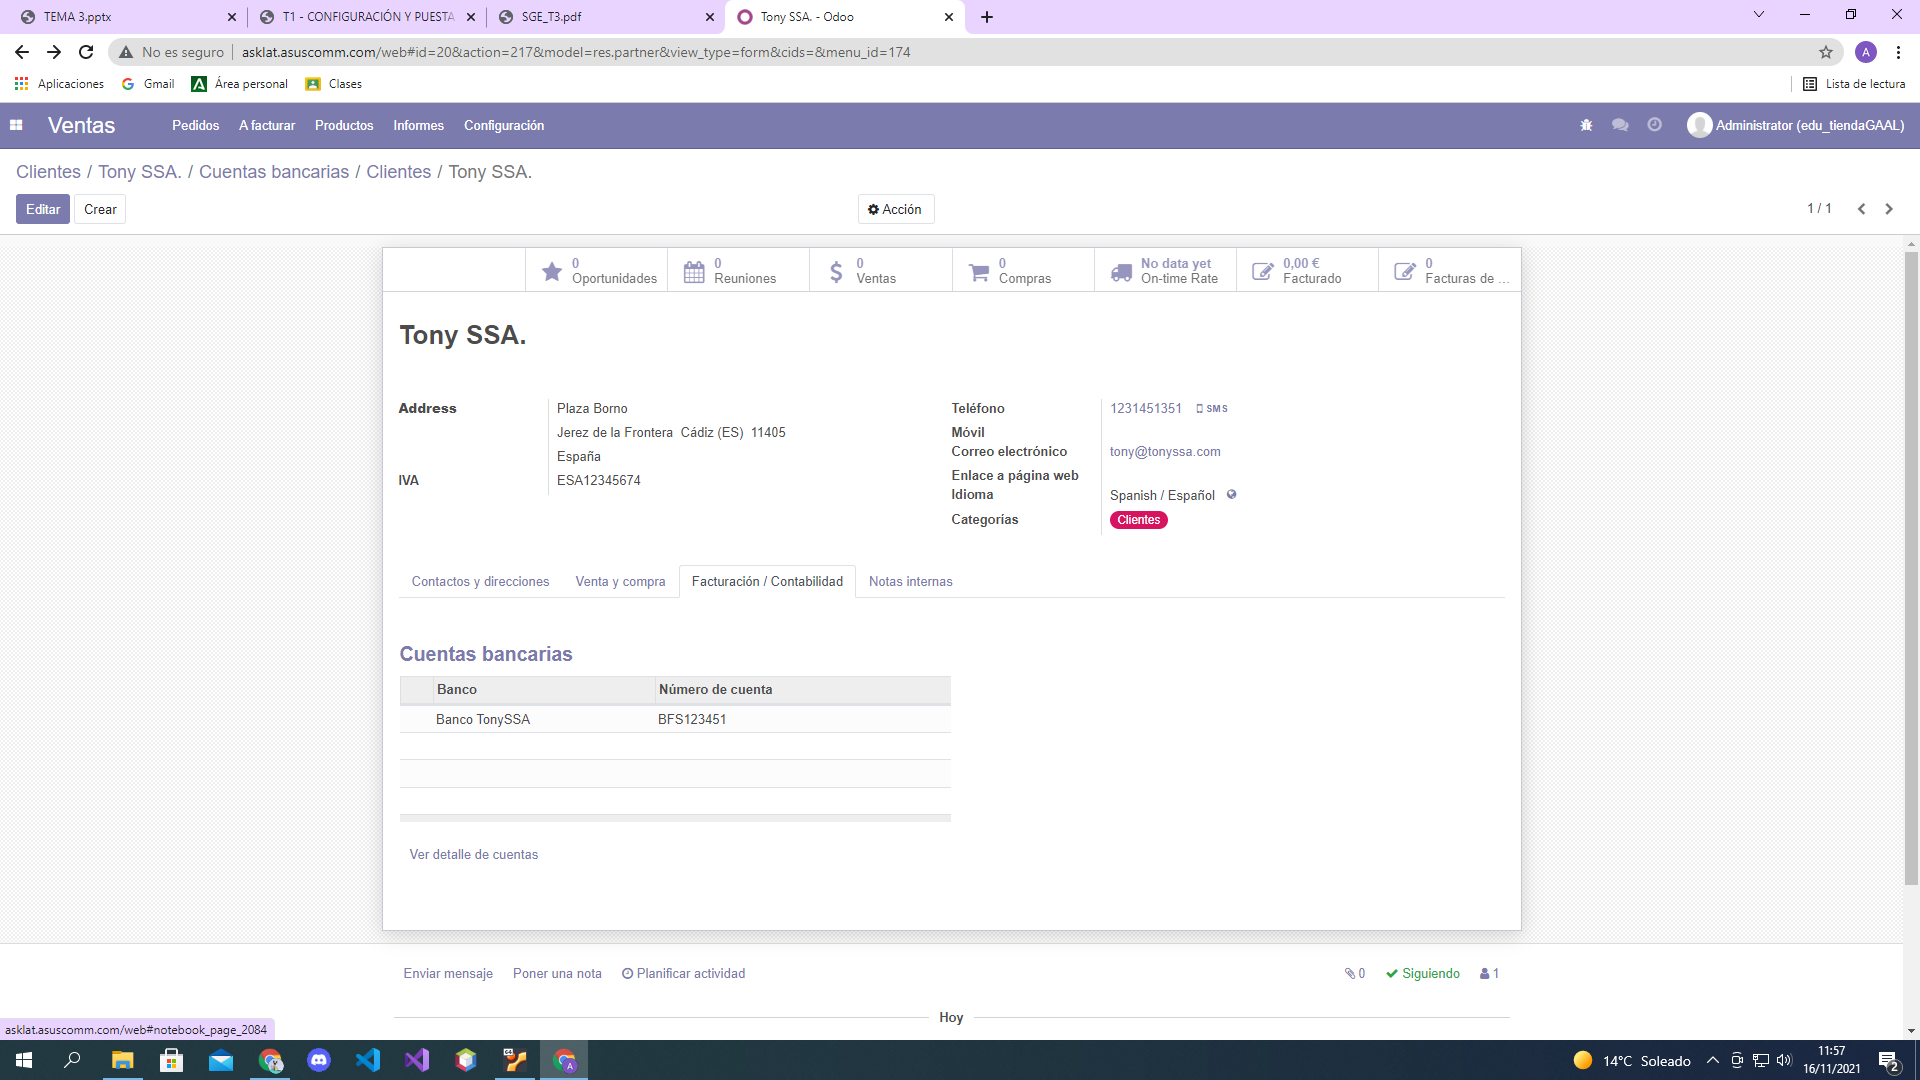 TEMA 3.pptx
T1 - CONFIGURACIÓN Y PUESTA
SGE_T3.pdf
Tony SSA. - Odoo
No es seguro
asklat.asuscomm.com/web#id=20&action=217&model=res.partner&view_type=form&cids=&menu_id=174
A
Aplicaciones
Gmail
Área personal
Clases
Lista de lectura
Ventas
Pedidos
A facturar
Productos
Informes
Configuración
Administrator (edu_tiendaGAAL)
Clientes / Tony SSA. / Cuentas bancarias / Clientes / Tony SSA.
Editar
Crear
Acción
1 / 1
0
Oportunidades
0
Reuniones
0
Ventas
0
Compras
No data yet
On-time Rate
0,00 €
Facturado
0
Facturas de ...
Tony SSA.
Address
Plaza Borno
Jerez de la Frontera Cádiz (ES) 11405
España
IVA
ESA12345674
Teléfono
1231451351
SMS
Móvil
Correo electrónico
tony@tonyssa.com
Enlace a página web
Idioma
Spanish / Español
Categorías
Clientes
Contactos y direcciones
Venta y compra
Facturación / Contabilidad
Notas internas
Cuentas bancarias
Banco
Número de cuenta
Banco TonySSA
BFS123451
Ver detalle de cuentas
Enviar mensaje
Poner una nota
Planificar actividad
0
Siguiendo
1
Hoy
asklat.asuscomm.com/web#notebook_page_2084
14°C Soleado
11:57
16/11/2021
2